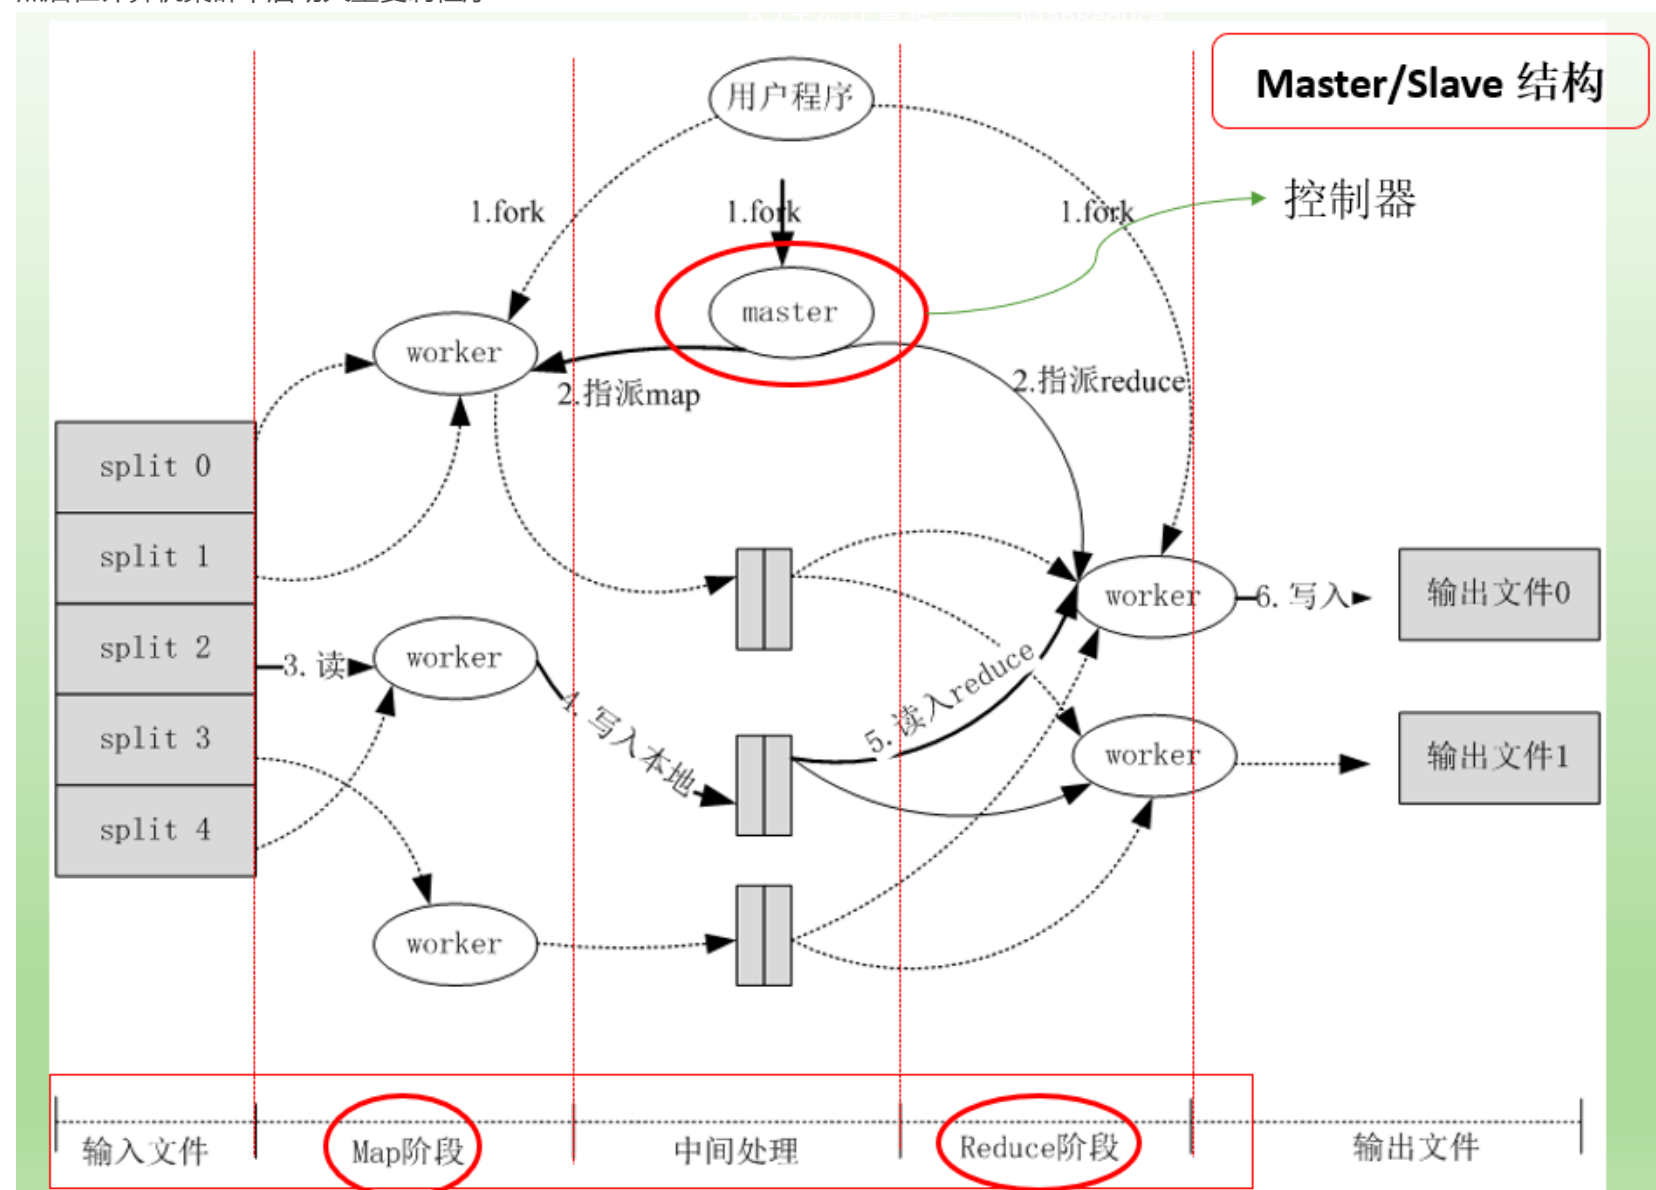 Master/Slave 结构
用户程序
控制器
1.fork
1.fork
1.fork
master
worker
2.指派map
2.指派reduce
split 0
split 1
split 2
split 3
split 4
3.读
worker
4.写入本地
5.读入reduce
worker
6.写入
输出文件0
worker
输出文件1
worker
输入文件
Map阶段
中间处理
Reduce阶段
输出文件